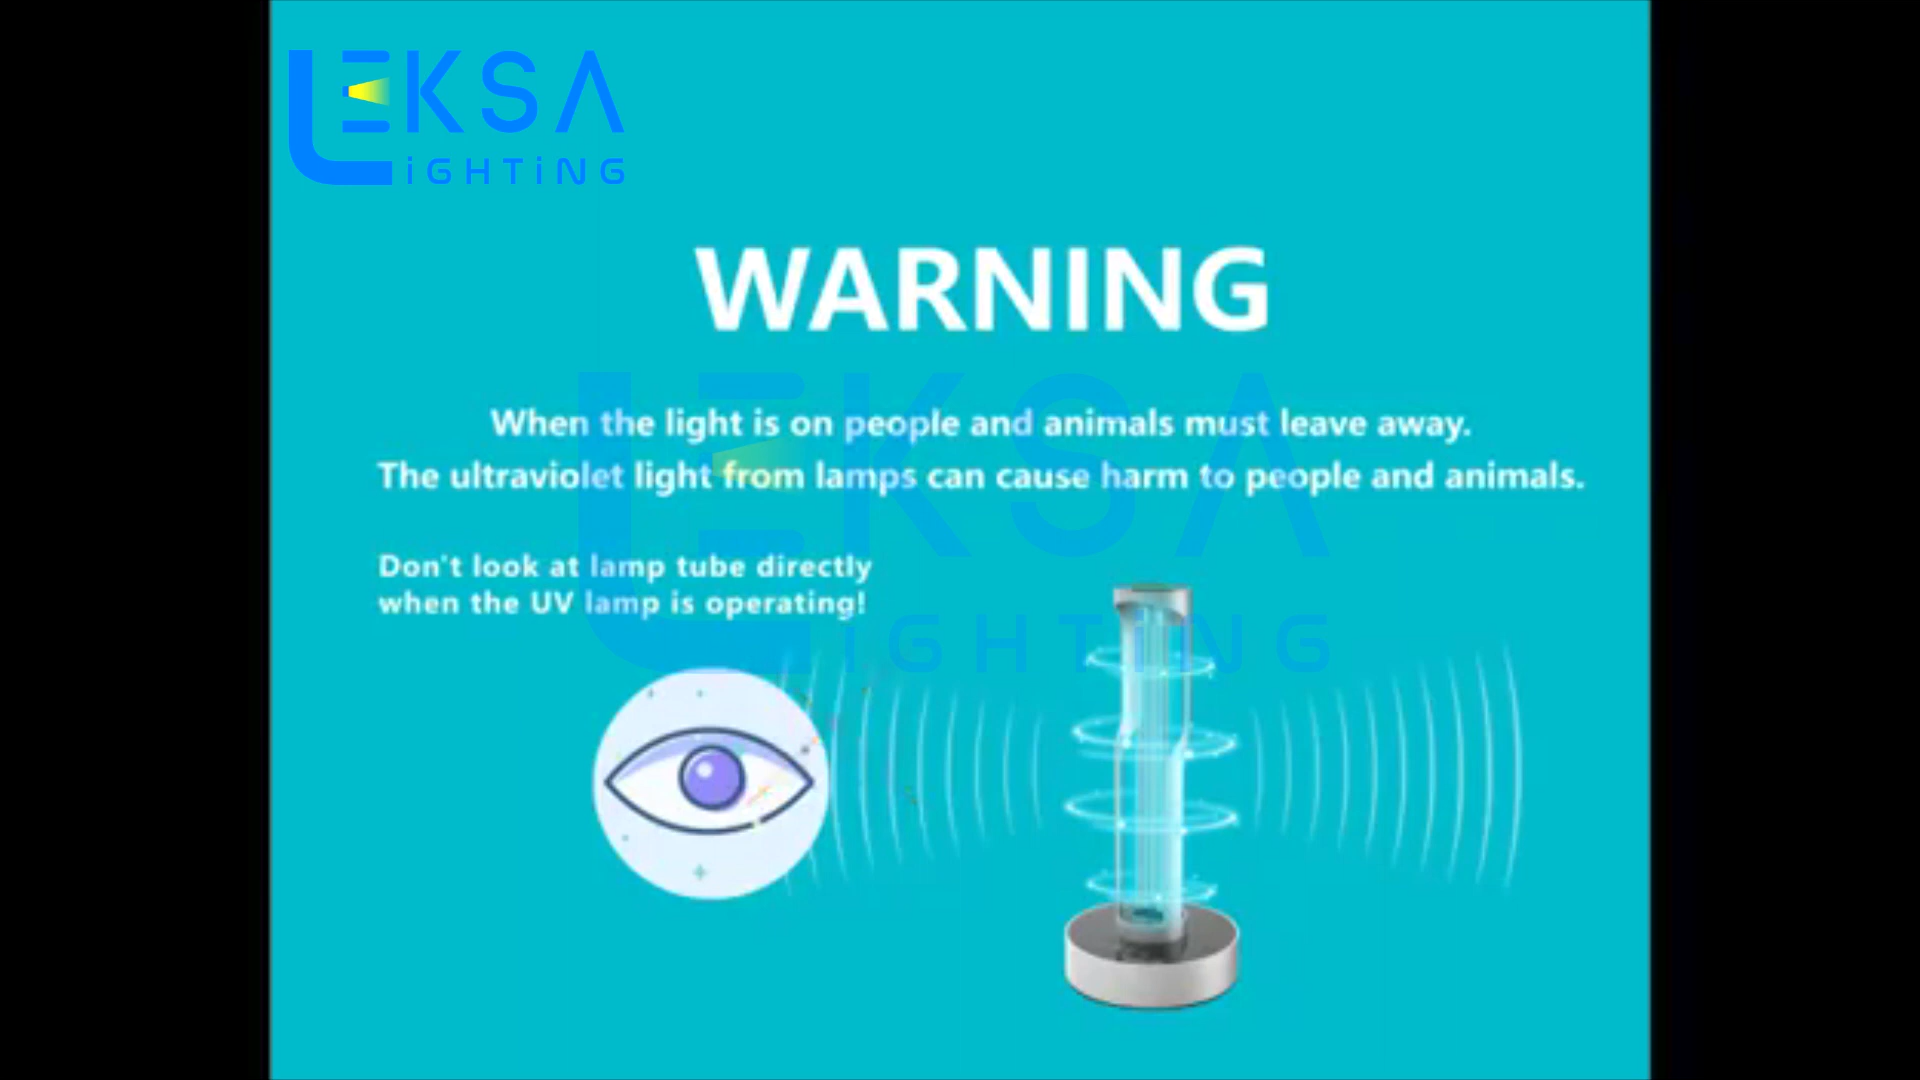 LEKSA
LiGHTiNG
WARNING
When the light is on people and animals must leave away.
The ultraviolet light from lamps can cause harm to people and animals.
Don't look at lamp tube directly
when the UV lamp is operating!
LEKSA
LiGHTiNG